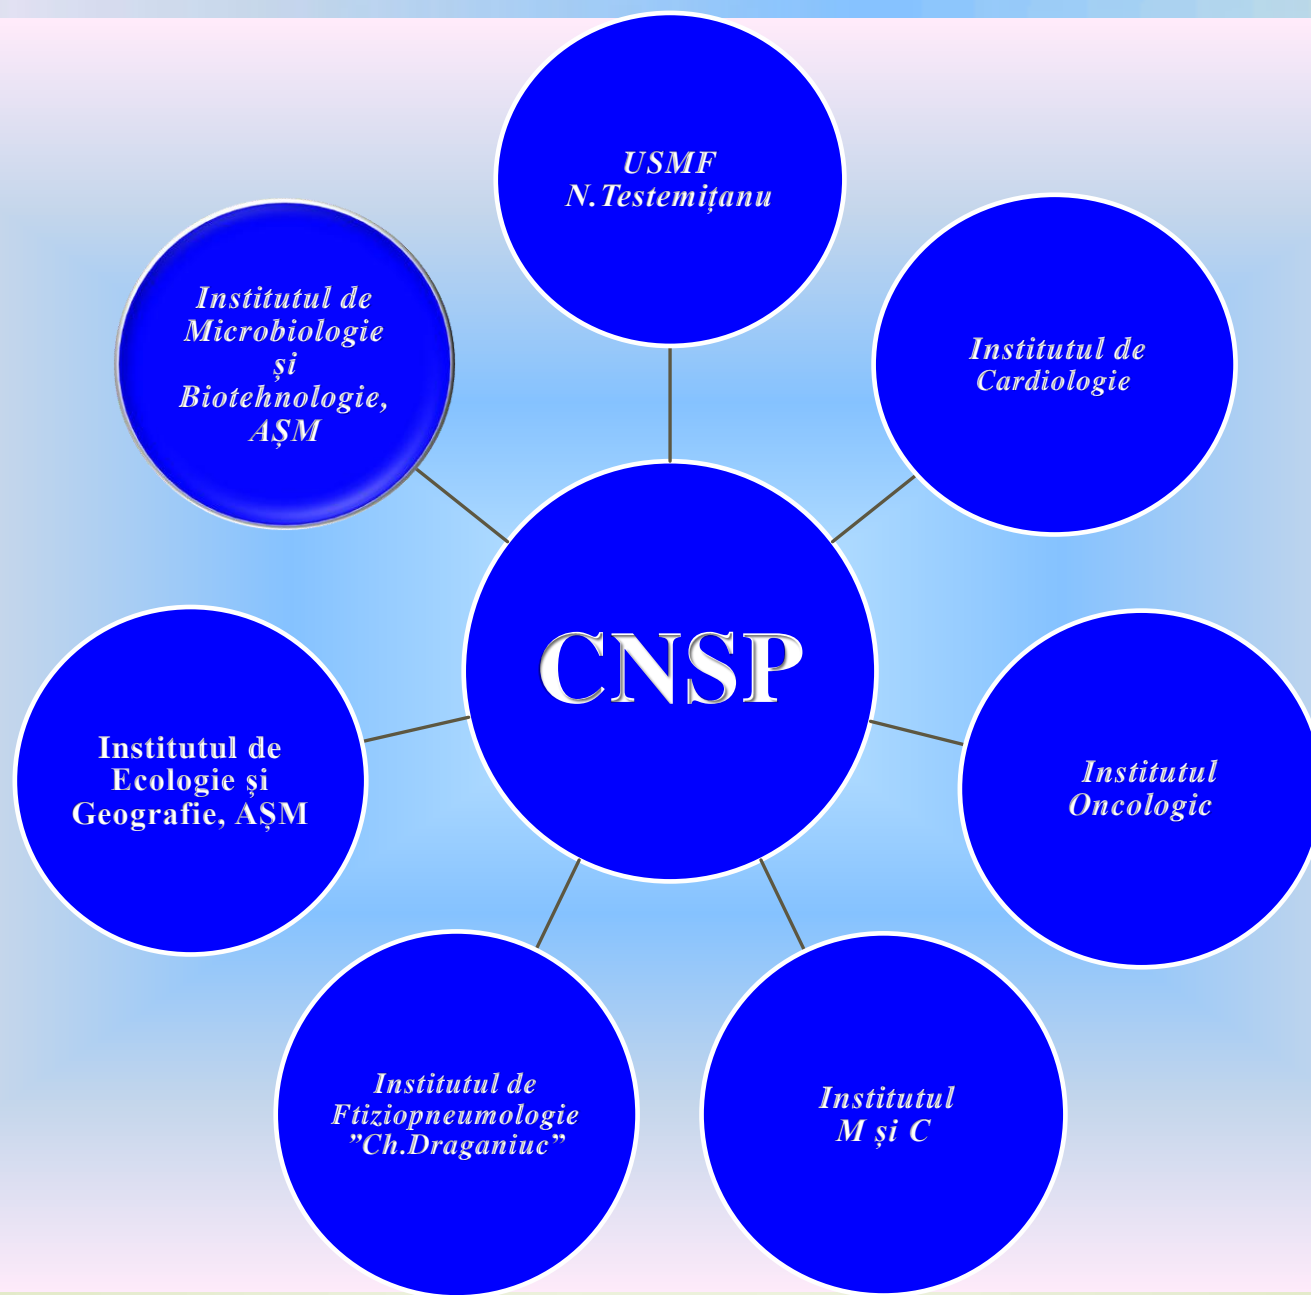 USMF
N.Testemițanu
Institutul de
Cardiologie
Institutul
Oncologic
Institutul
M și C
Institutul de
Ftiziopneumologie
”Ch.Draganiuc”
Institutul de
Ecologie și
Geografie, AȘM
Institutul de
Microbiologie
și
Biotehnologie,
AȘM
CNSP